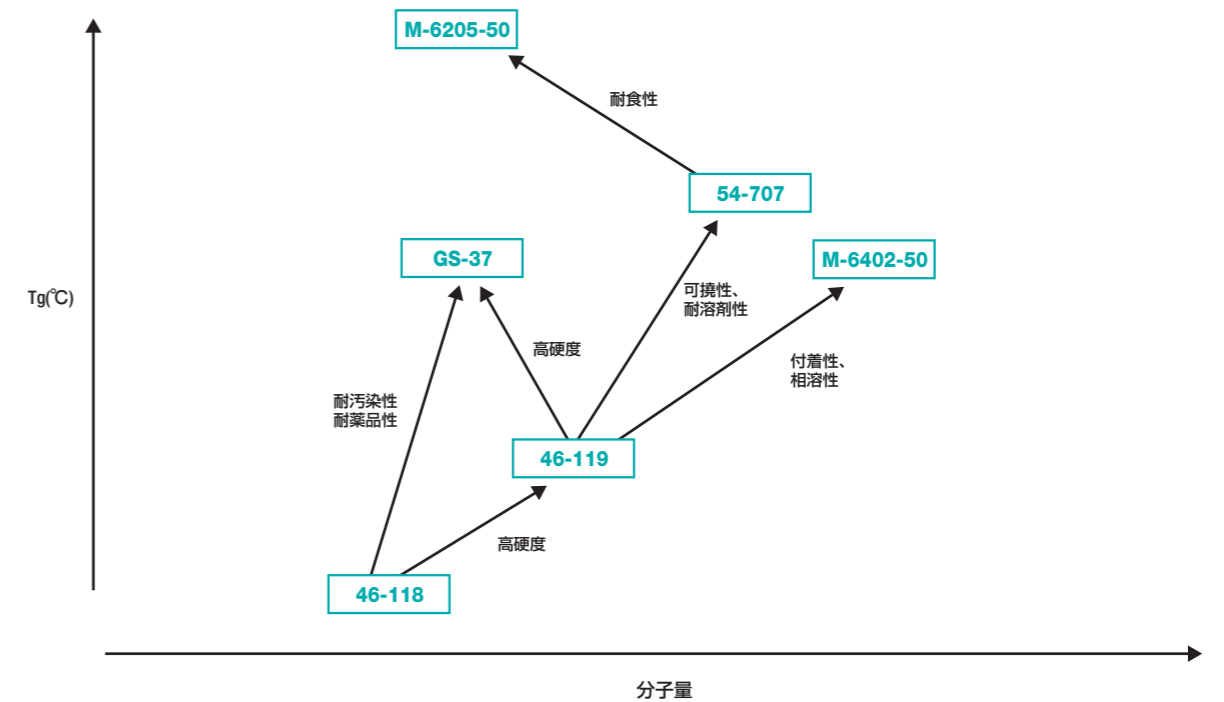 M-6205-50
耐食性
54-707
GS-37
M-6402-50
Tg(℃)
可撓性、
耐溶剤性
高硬度
付着性、
相溶性
耐汚染性
耐薬品性
46-119
高硬度
46-118
分子量